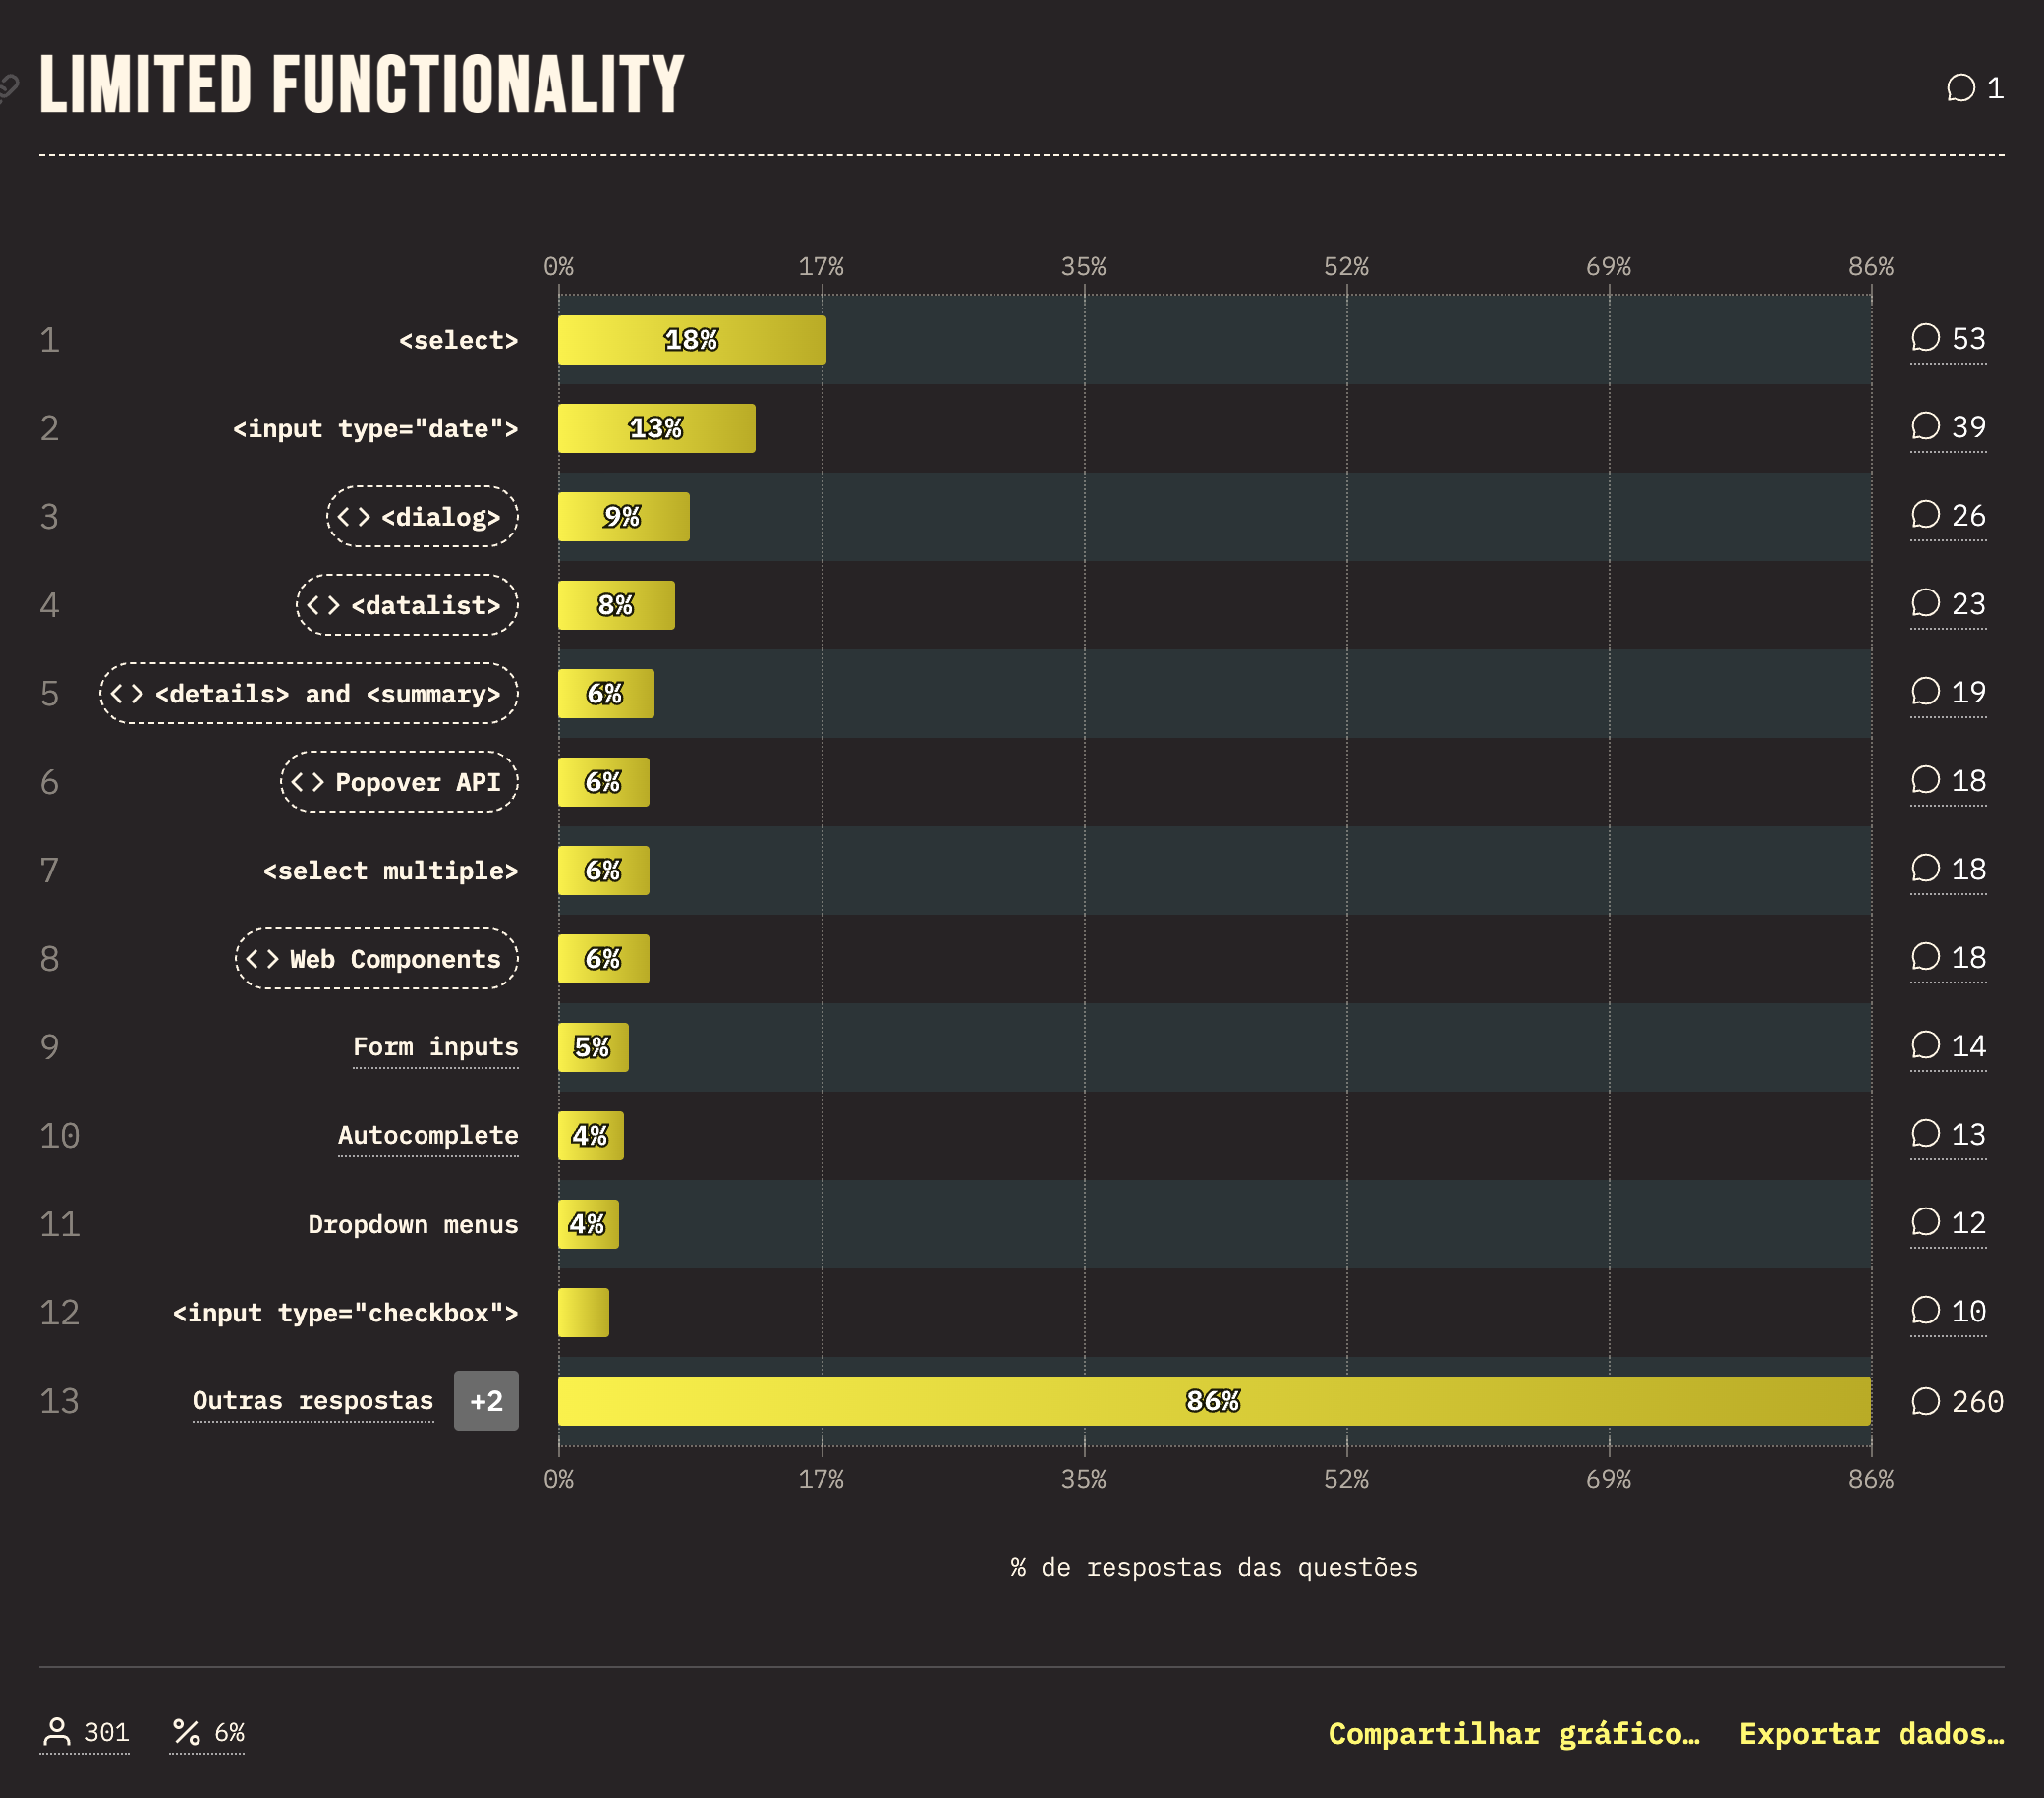 LIMITED FUNCTIONALITY
1
0% 17% 35% 52% 69% 86%
1 <select> 18% 53
2 <input type="date"> 13% 39
3 <> <dialog> 9% 26
4 <> <datalist> 8% 23
5 <> <details> and <summary> 6% 19
6 <> Popover API 6% 18
7 <select multiple> 6% 18
8 <> Web Components 6% 18
9 Form inputs 5% 14
10 Autocomplete 4% 13
11 Dropdown menus 4% 12
12 <input type="checkbox"> 10
13 Outras respostas +2 86% 260
0% 17% 35% 52% 69% 86%
% de respostas das questões
301 % 6% Compartilhar gráfico… Exportar dados…